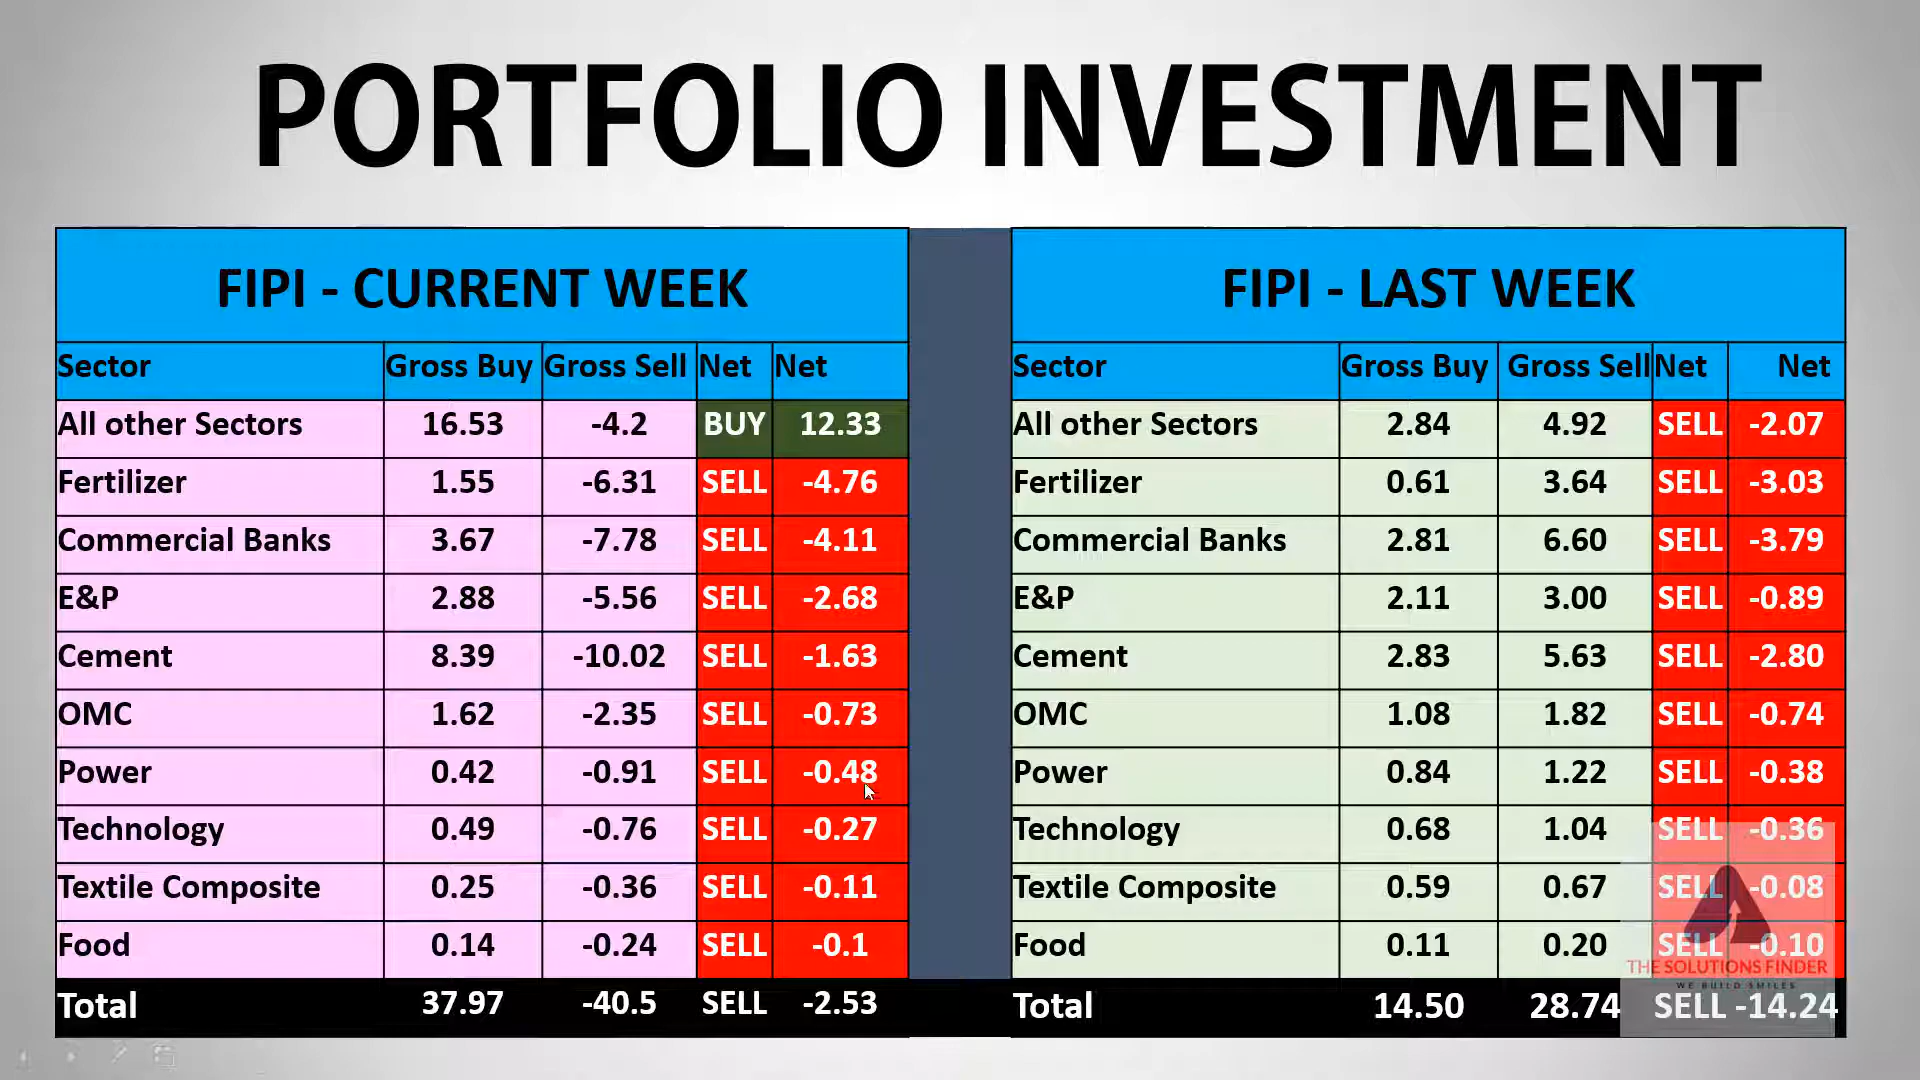 PORTFOLIO INVESTMENT
FIPI - CURRENT WEEK
Sector Gross Buy Gross Sell Net Net
All other Sectors 16.53 -4.2 BUY 12.33
Fertilizer 1.55 -6.31 SELL -4.76
Commercial Banks 3.67 -7.78 SELL -4.11
E&P 2.88 -5.56 SELL -2.68
Cement 8.39 -10.02 SELL -1.63
OMC 1.62 -2.35 SELL -0.73
Power 0.42 -0.91 SELL -0.48
Technology 0.49 -0.76 SELL -0.27
Textile Composite 0.25 -0.36 SELL -0.11
Food 0.14 -0.24 SELL -0.1
Total 37.97 -40.5 SELL -2.53
FIPI - LAST WEEK
Sector Gross Buy Gross Sell Net Net
All other Sectors 2.84 4.92 SELL -2.07
Fertilizer 0.61 3.64 SELL -3.03
Commercial Banks 2.81 6.60 SELL -3.79
E&P 2.11 3.00 SELL -0.89
Cement 2.83 5.63 SELL -2.80
OMC 1.08 1.82 SELL -0.74
Power 0.84 1.22 SELL -0.38
Technology 0.68 1.04 SELL -0.36
Textile Composite 0.59 0.67 SELL -0.08
Food 0.11 0.20 SELL -0.10
Total 14.50 28.74 SELL -14.24
THE SOLUTIONS FINDER
WE BUILD SMILES